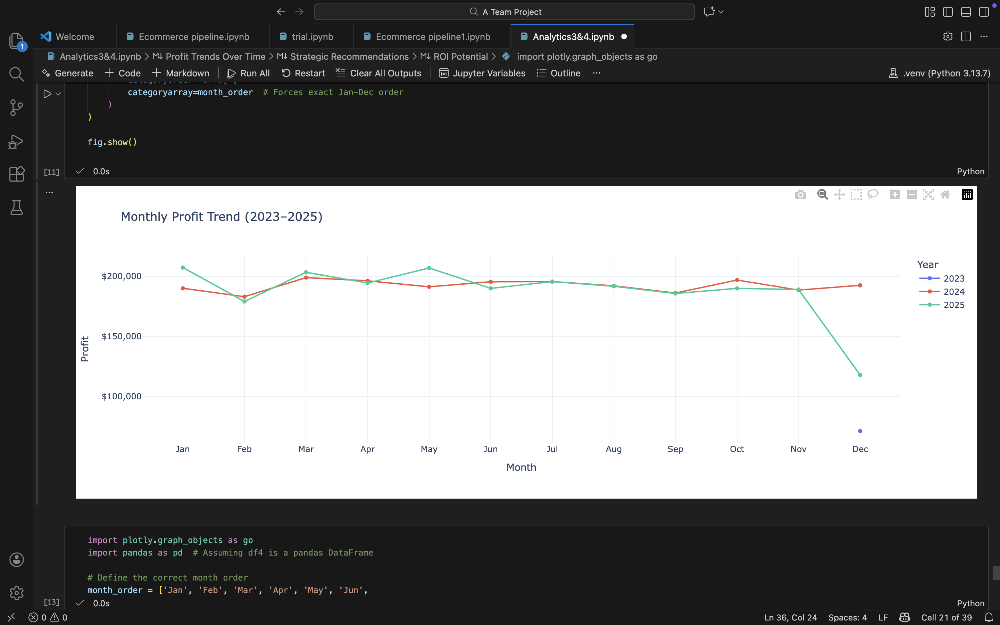 A Team Project
Welcome
Ecommerce pipeline.ipynb
trial.ipynb
Ecommerce pipeline1.ipynb
Analytics3&4.ipynb
1
Analytics3&4.ipynb > M↓ Profit Trends Over Time > M↓ Strategic Recommendations > M↓ ROI Potential > import plotly.graph_objects as go
Generate + Code + Markdown | Run All Restart Clear All Outputs | Jupyter Variables Outline ...
.venv (Python 3.13.7)
categoryarray=month_order  # Forces exact Jan-Dec order
)
)
fig.show()
[11]
0.0s
Python
...
Monthly Profit Trend (2023–2025)
$200,000
$150,000
$100,000
Profit
Jan Feb Mar Apr May Jun Jul Aug Sep Oct Nov Dec
Month
Year
2023
2024
2025
import plotly.graph_objects as go
import pandas as pd  # Assuming df4 is a pandas DataFrame
# Define the correct month order
month_order = ['Jan', 'Feb', 'Mar', 'Apr', 'May', 'Jun',
[13]
0.0s
Python
0 0
Ln 36, Col 24
Spaces: 4
LF
Cell 21 of 39